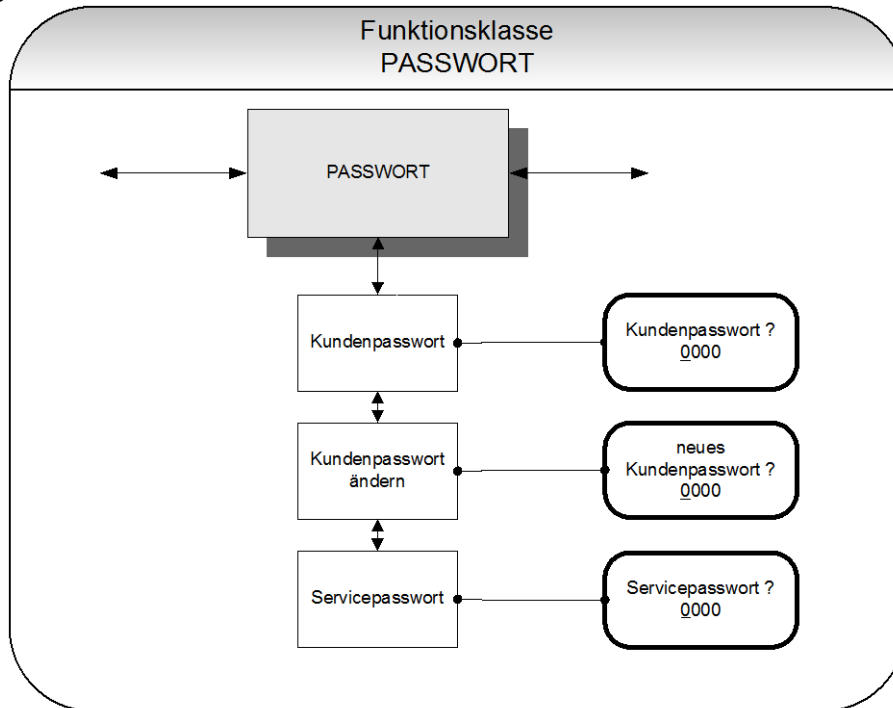 Funktionsklasse
PASSWORT
PASSWORT
Kundenpasswort
Kundenpasswort ?
0000
Kundenpasswort
ändern
neues
Kundenpasswort ?
0000
Servicepasswort
Servicepasswort ?
0000